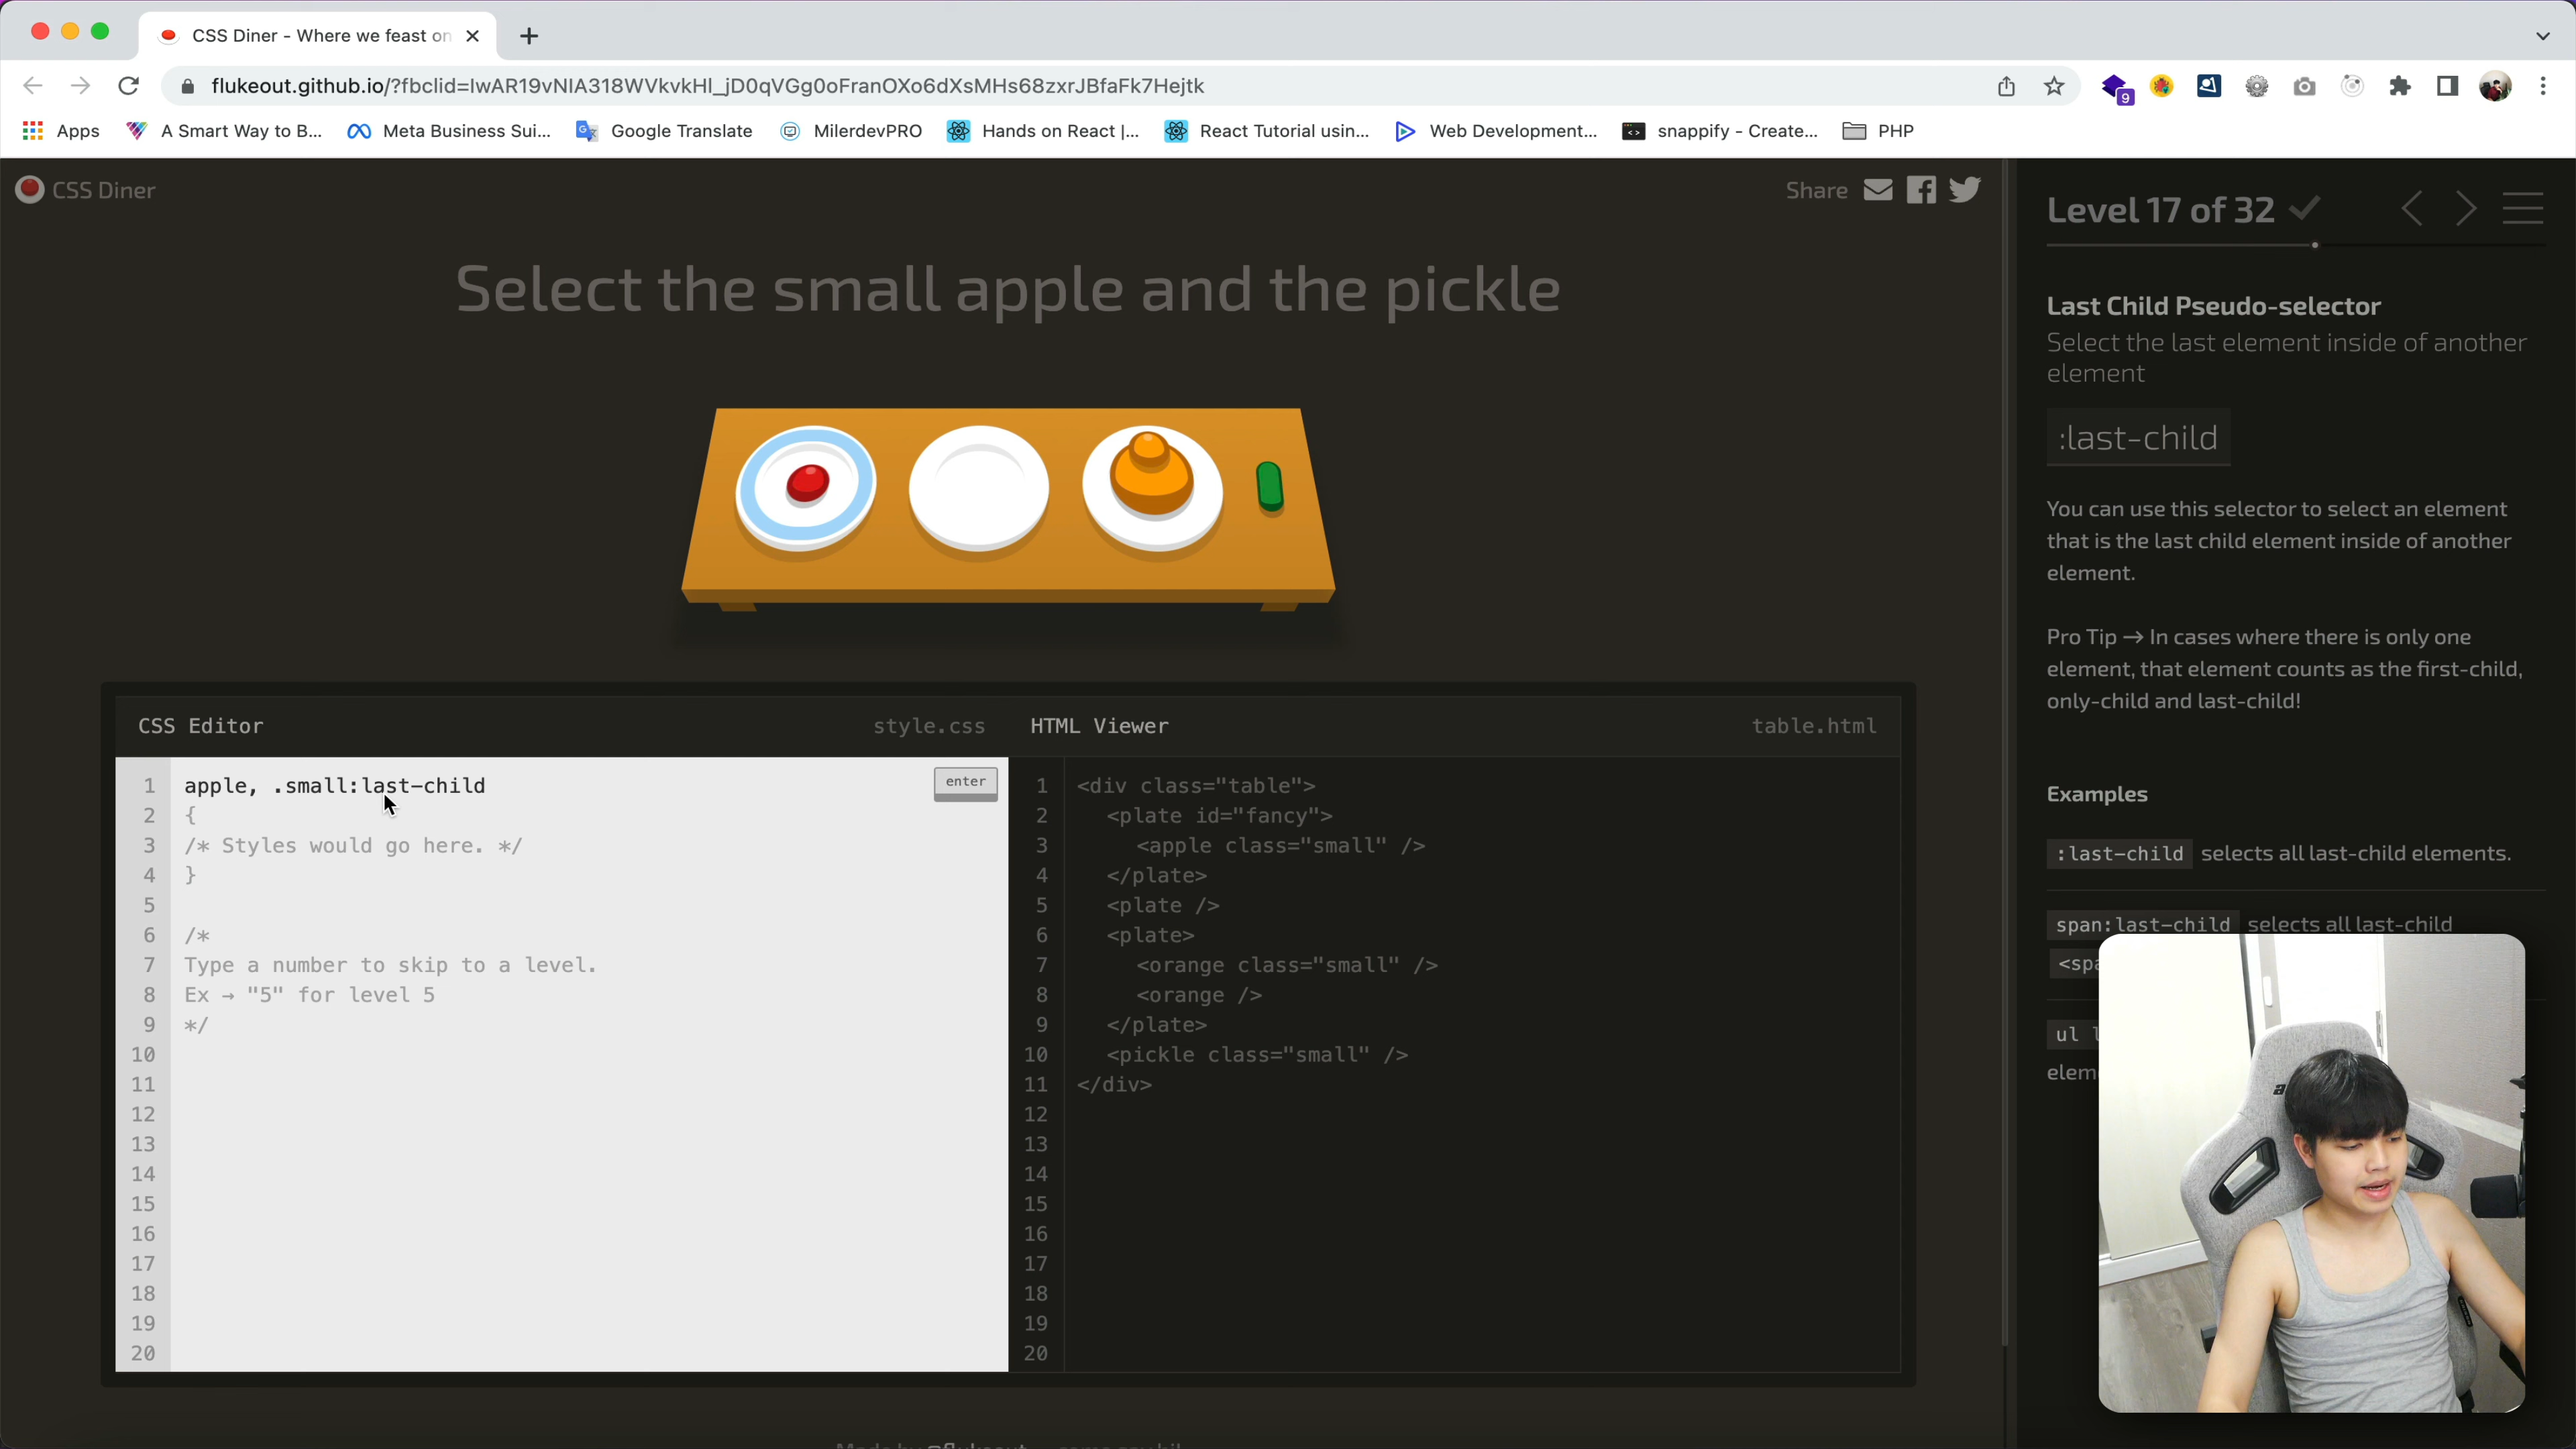 CSS Diner - Where we feast on
flukeout.github.io/?fbclid=IwAR19vNIA318WVkvkHl_jD0qVGg0oFranOXo6dXsMHs68zxrJBfaFk7Hejtk
9
Apps
A Smart Way to B...
Meta Business Sui...
Google Translate
MilerdevPRO
Hands on React |...
React Tutorial usin...
Web Development...
snappify - Create...
PHP
CSS Diner
Share
Select the small apple and the pickle
CSS Editor
style.css
1 apple, .small:last-child
2 {
3 /* Styles would go here. */
4 }
5
6 /*
7 Type a number to skip to a level.
8 Ex → "5" for level 5
9 */
10
11
12
13
14
15
16
17
18
19
20
enter
HTML Viewer
table.html
1 <div class="table">
2 <plate id="fancy">
3 <apple class="small" />
4 </plate>
5 <plate />
6 <plate>
7 <orange class="small" />
8 <orange />
9 </plate>
10 <pickle class="small" />
11 </div>
12
13
14
15
16
17
18
19
20
Level 17 of 32
Last Child Pseudo-selector
Select the last element inside of another
element
:last-child
You can use this selector to select an element
that is the last child element inside of another
element.
Pro Tip → In cases where there is only one
element, that element counts as the first-child,
only-child and last-child!
Examples
:last-child selects all last-child elements.
span:last-child selects all last-child
ul